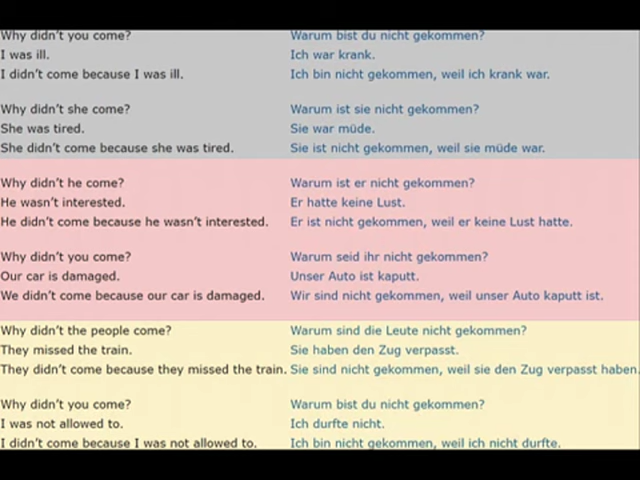 Why didn't you come? Warum bist du nicht gekommen?
I was ill. Ich war krank.
I didn't come because I was ill. Ich bin nicht gekommen, weil ich krank war.
Why didn't she come? Warum ist sie nicht gekommen?
She was tired. Sie war müde.
She didn't come because she was tired. Sie ist nicht gekommen, weil sie müde war.
Why didn't he come? Warum ist er nicht gekommen?
He wasn't interested. Er hatte keine Lust.
He didn't come because he wasn't interested. Er ist nicht gekommen, weil er keine Lust hatte.
Why didn't you come? Warum seid ihr nicht gekommen?
Our car is damaged. Unser Auto ist kaputt.
We didn't come because our car is damaged. Wir sind nicht gekommen, weil unser Auto kaputt ist.
Why didn't the people come? Warum sind die Leute nicht gekommen?
They missed the train. Sie haben den Zug verpasst.
They didn't come because they missed the train. Sie sind nicht gekommen, weil sie den Zug verpasst haben.
Why didn't you come? Warum bist du nicht gekommen?
I was not allowed to. Ich durfte nicht.
I didn't come because I was not allowed to. Ich bin nicht gekommen, weil ich nicht durfte.